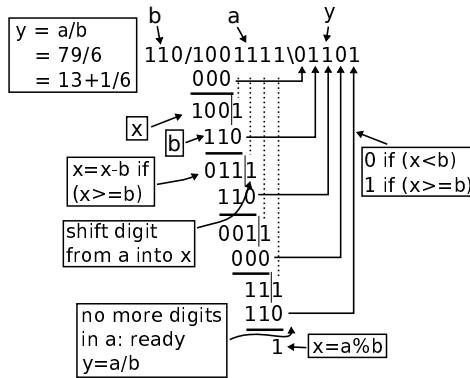 b a y
y = a/b
= 79/6
= 13+1/6
110/1001111\01101
000
1001
x
110
b
0 if (x<b)
1 if (x>=b)
x=x-b if
(x>=b)
0111
110
shift digit
from a into x
0011
000
111
110
no more digits
in a: ready
y=a/b
1
x=a%b